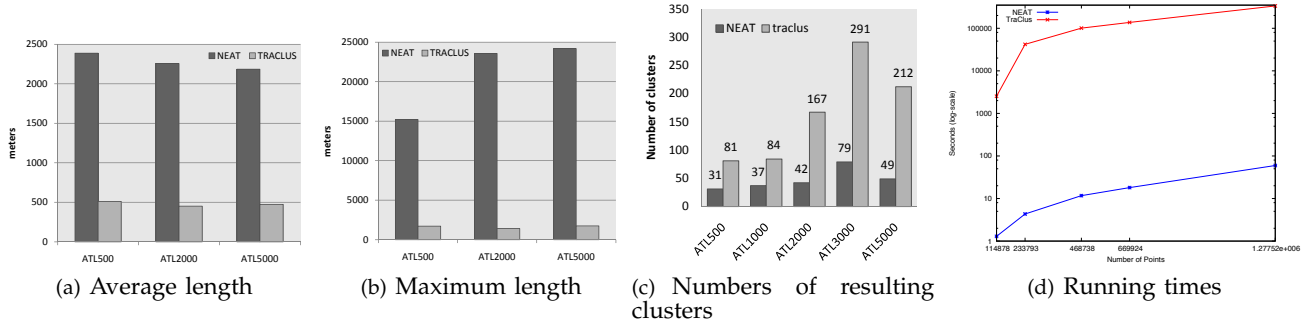 2500
2000
1500
1000
500
0
meters
NEAT TRACLUS
ATL500 ATL2000 ATL5000
(a) Average length
25000
20000
15000
10000
5000
0
meters
NEAT TRACLUS
ATL500 ATL2000 ATL5000
(b) Maximum length
350
300
250
200
150
100
50
0
Number of clusters
NEAT traclus
31 81 37 84 42 167 79 291 49 212
ATL500 ATL1000 ATL2000 ATL3000 ATL5000
(c) Numbers of resulting
clusters
NEAT
TraClus
100000
10000
1000
100
10
1
Seconds (log-scale)
114878 233793 468738 669924 1.27752e+006
Number of Points
(d) Running times